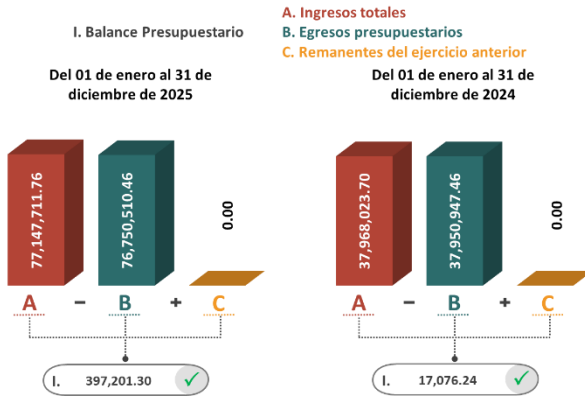 I. Balance Presupuestario
A. Ingresos totales
B. Egresos presupuestarios
C. Remanentes del ejercicio anterior
Del 01 de enero al 31 de
diciembre de 2025
77,147,711.76
76,750,510.46
0.00
A – B + C
I. 397,201.30 ✓
Del 01 de enero al 31 de
diciembre de 2024
37,968,023.70
37,950,947.46
0.00
A – B + C
I. 17,076.24 ✓